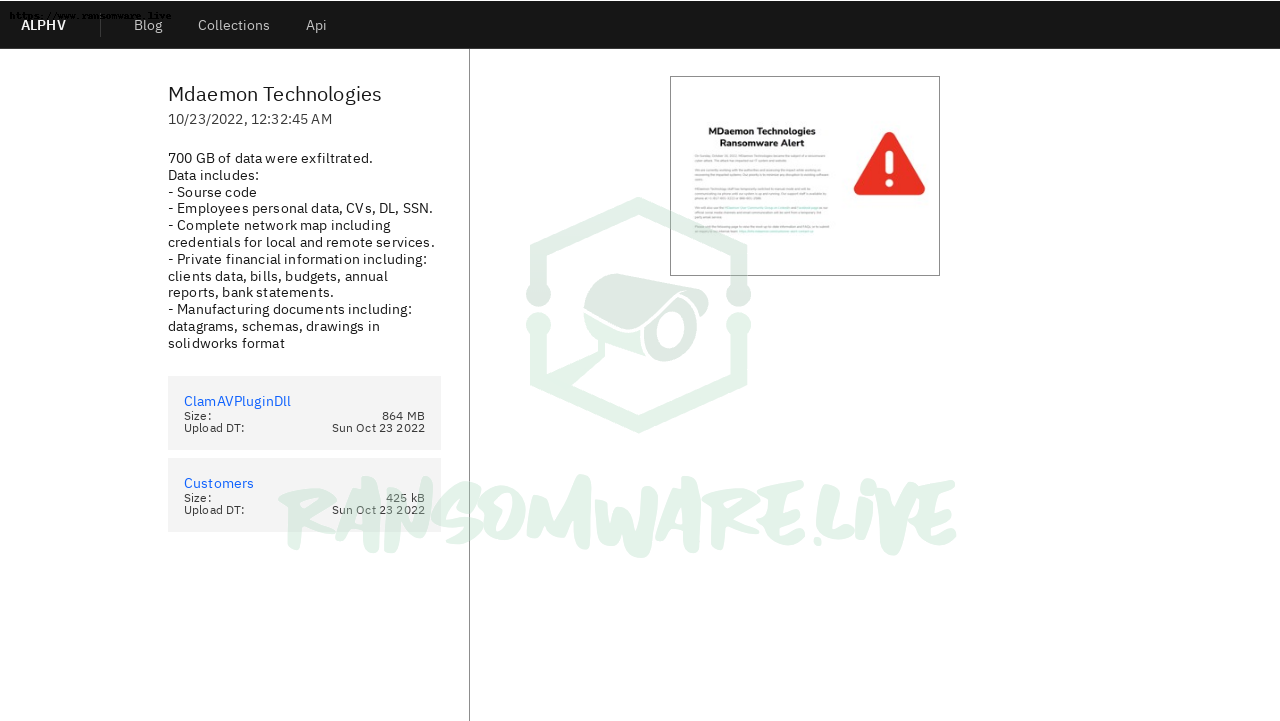 https://www.ransomware.live
ALPHV
Blog
Collections
Api
Mdaemon Technologies
10/23/2022, 12:32:45 AM
700 GB of data were exfiltrated.
Data includes:
- Sourse code
- Employees personal data, CVs, DL, SSN.
- Complete network map including
credentials for local and remote services.
- Private financial information including:
clients data, bills, budgets, annual
reports, bank statements.
- Manufacturing documents including:
datagrams, schemas, drawings in
solidworks format
ClamAVPluginDll
Size: 864 MB
Upload DT: Sun Oct 23 2022
Customers
Size: 425 kB
Upload DT: Sun Oct 23 2022
MDaemon Technologies
Ransomware Alert
RANSOMWARE.LIVE